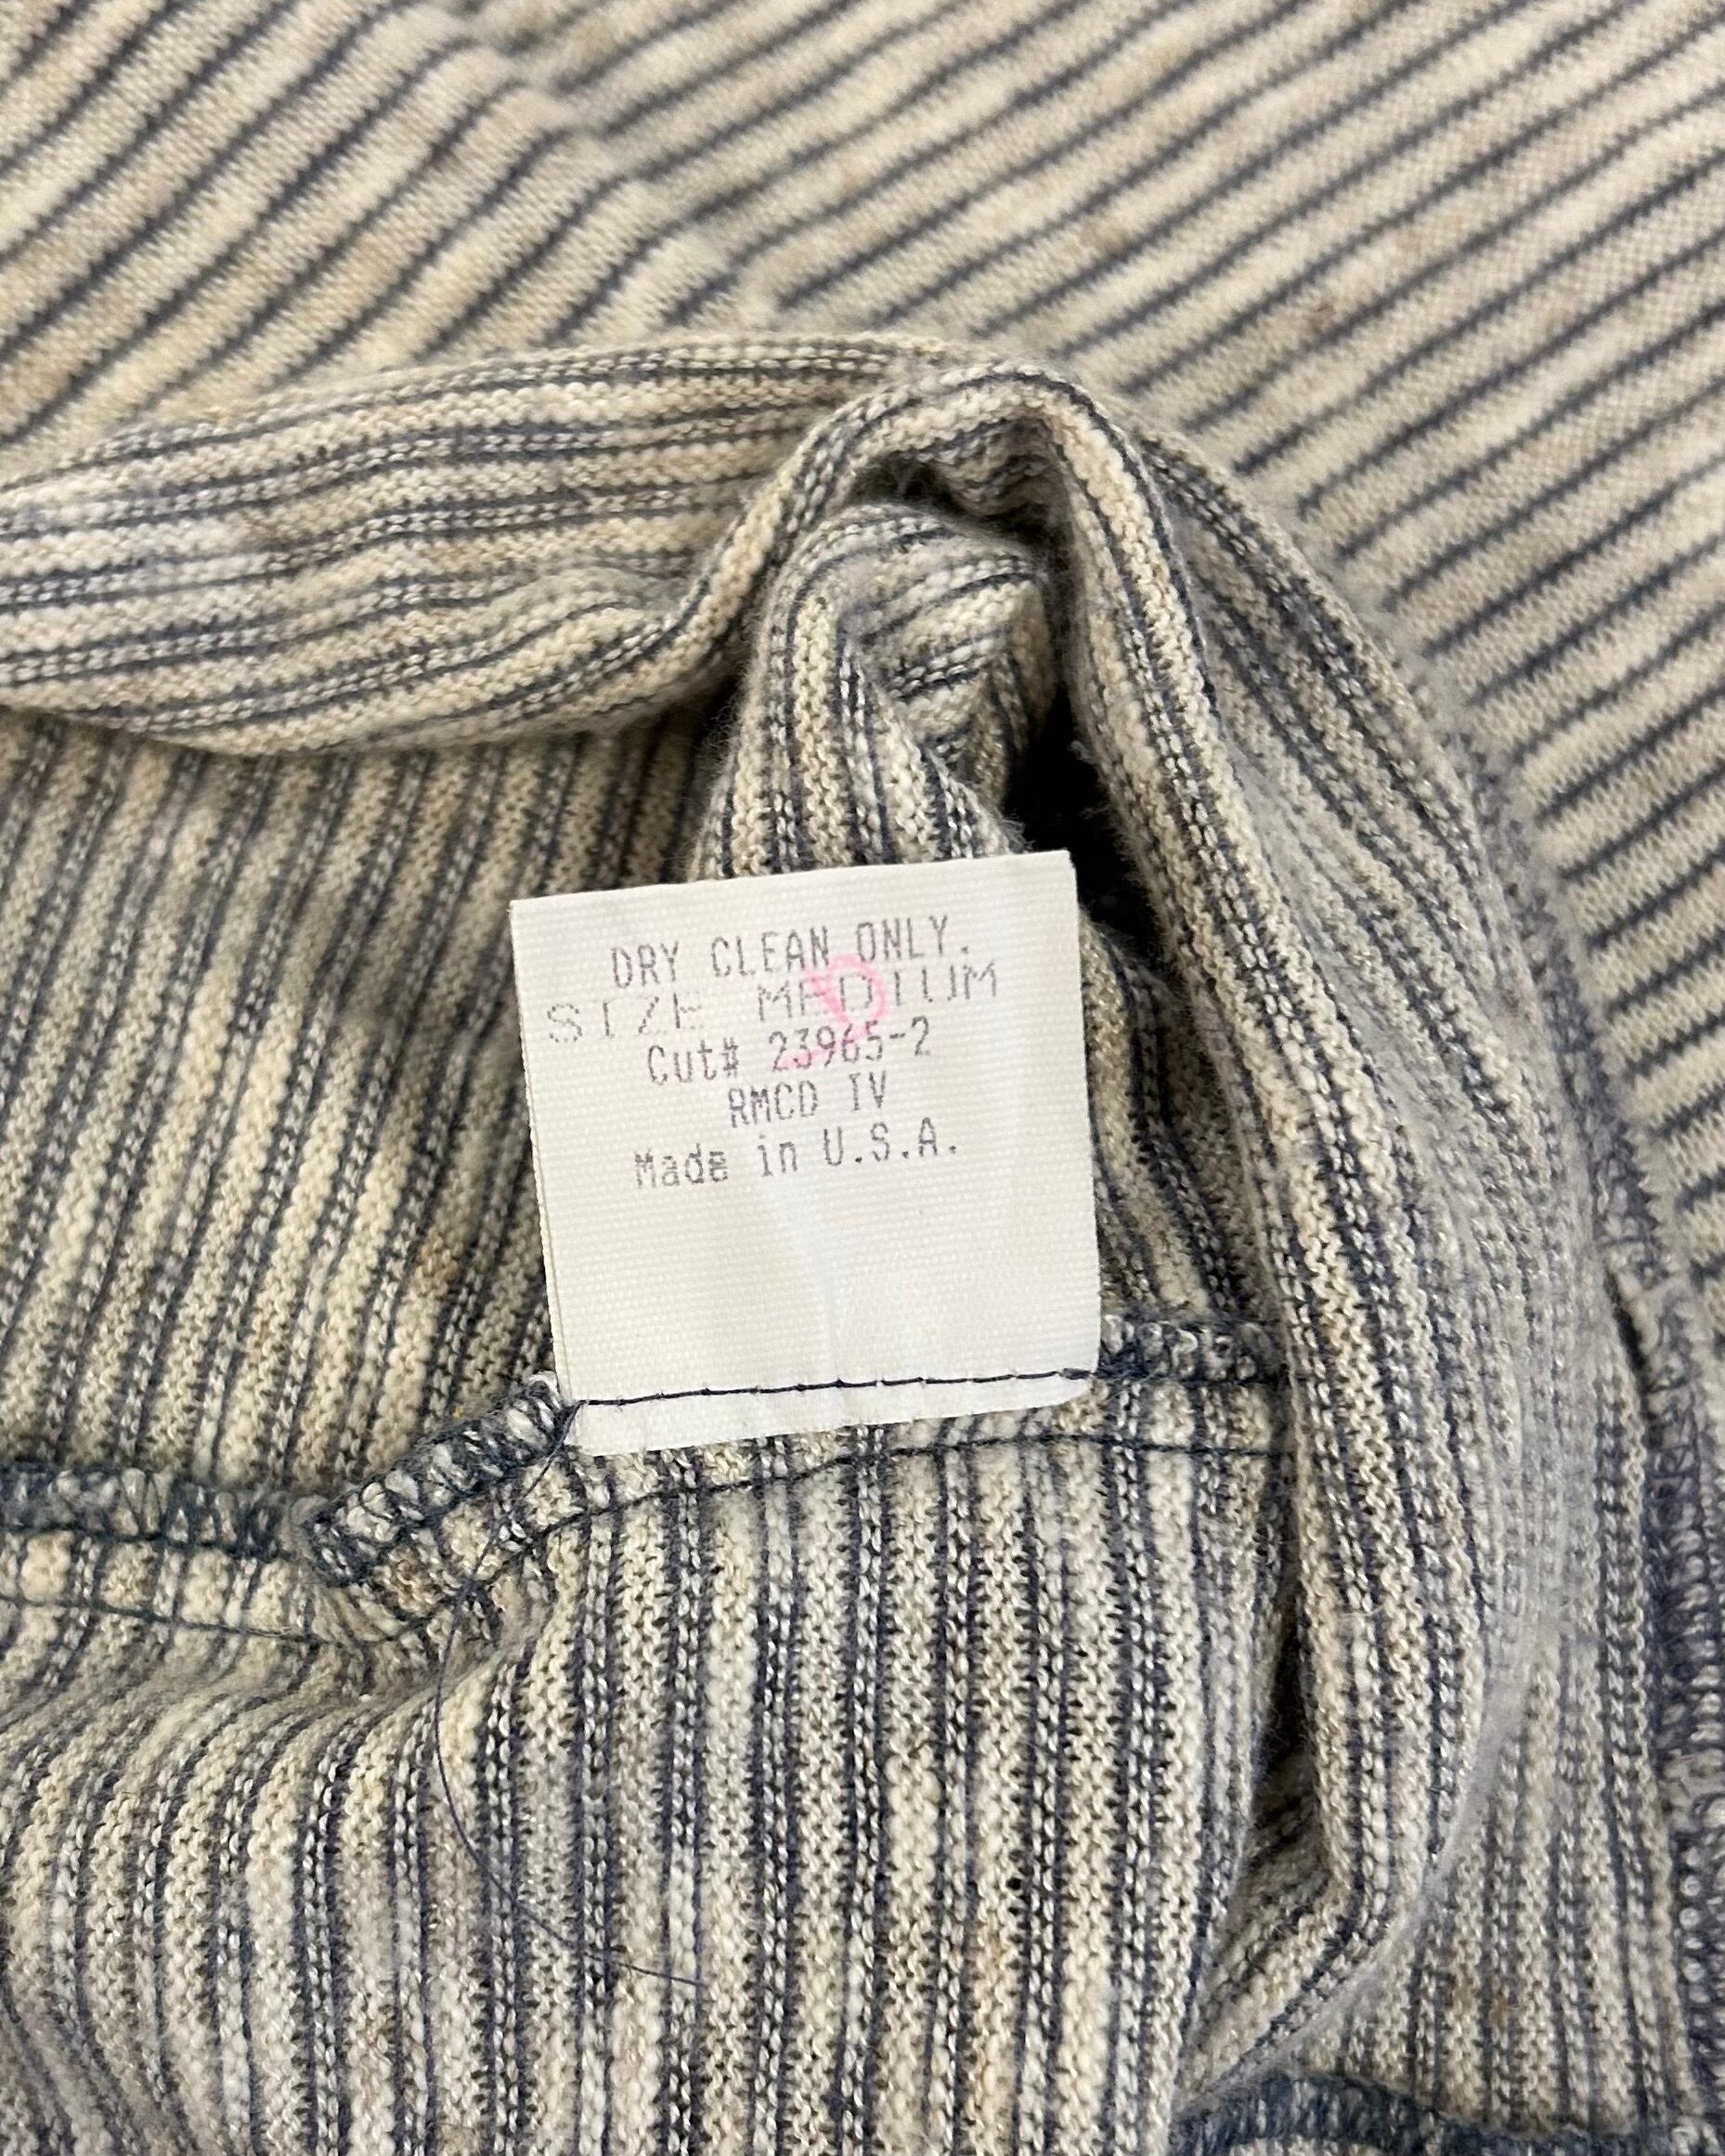 DRY CLEAN ONLY.
SIZE MEDIUM
Cut# 23965-2
RMCD IV
Made in U.S.A.